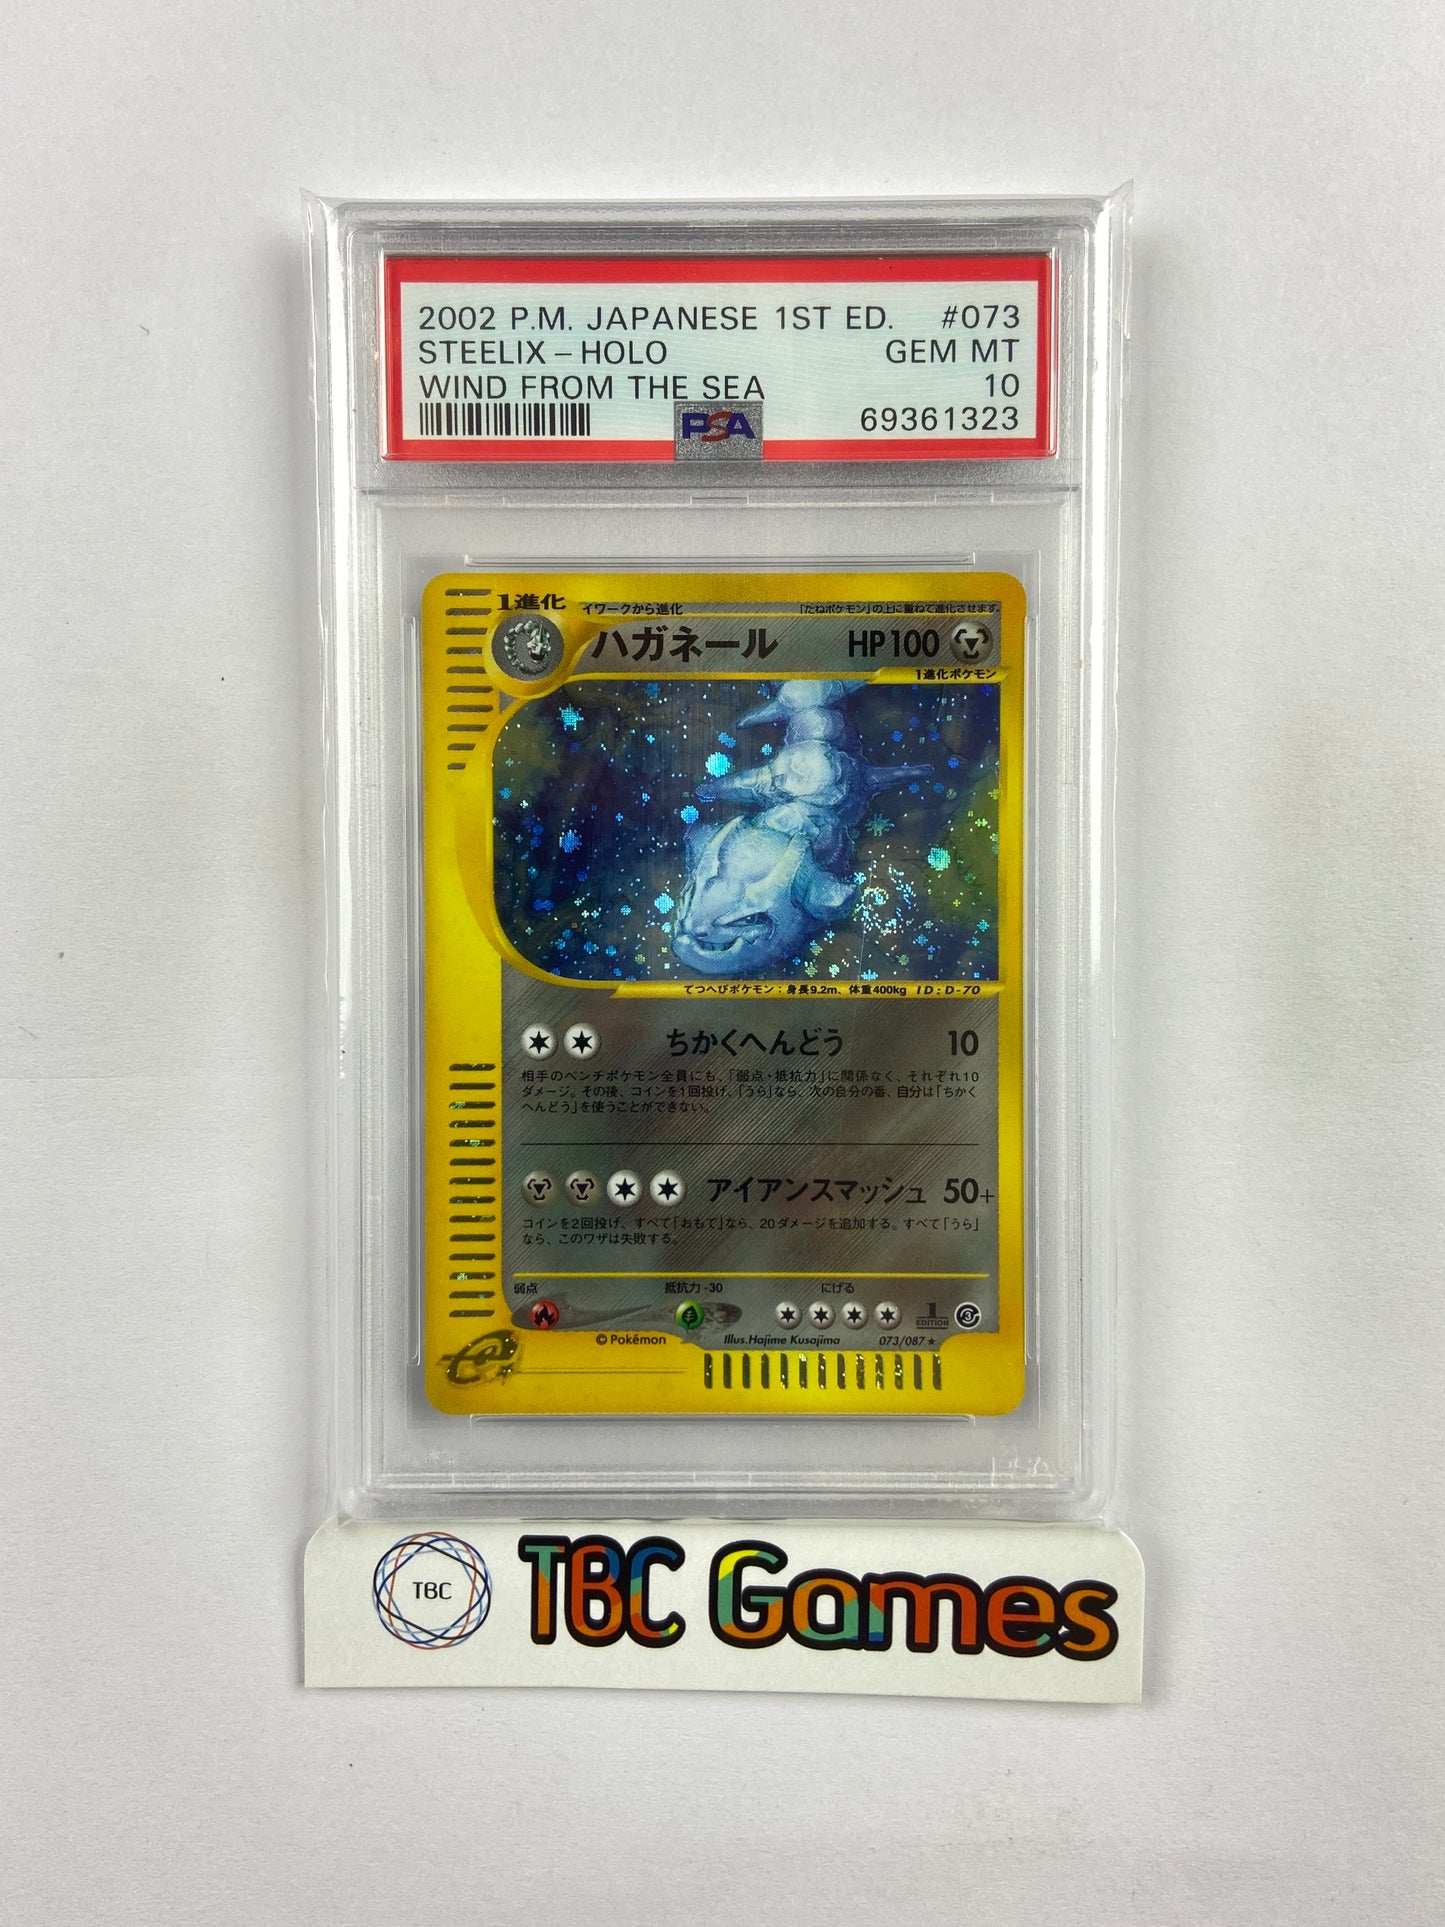 2002 P.M. JAPANESE 1ST ED. #073
STEELIX - HOLO GEM MT
WIND FROM THE SEA 10
PSA 69361323
1進化 イワークから進化 「たねポケモン」の上に重ねて進化させます。
ハガネール HP100
1進化ポケモン
てつへびポケモン：身長9.2m、体重400kg ID:D-70
ちかくへんどう 10
相手のベンチポケモン全員にも、「弱点・抵抗力」に関係なく、それぞれ10
ダメージ。その後、コインを1回投げ、「うら」なら、次の自分の番、自分は「ちかく
へんどう」を使うことができない。
アイアンスマッシュ 50+
コインを2回投げ、すべて「おもて」なら、20ダメージを追加する。すべて「うら」
なら、このワザは失敗する。
弱点 抵抗力 -30 にげる
1 EDITION 3
©Pokémon Illus.Hajime Kusajima 073/087★
e
PSA
TBC TBC Games